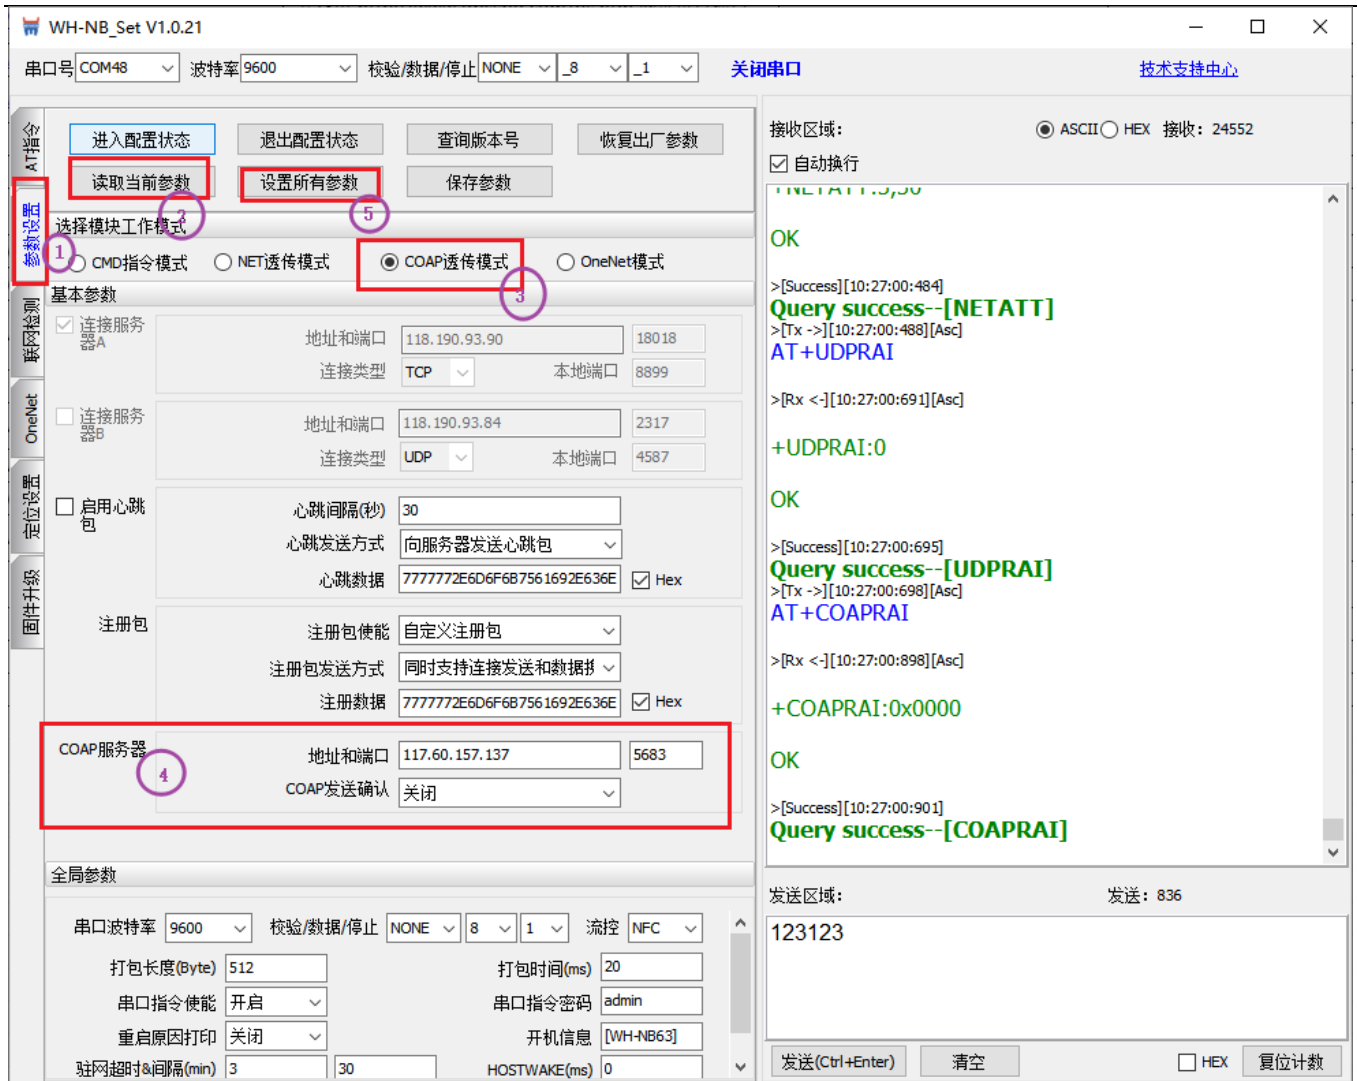 WH-NB_Set V1.0.21
串口号 COM48 波特率 9600 校验/数据/停止 NONE _8 _1 关闭串口 技术支持中心
AT指令
参数设置
联网检测
OneNet
定位设置
固件升级
进入配置状态 退出配置状态 查询版本号 恢复出厂参数
读取当前参数 设置所有参数 保存参数
2 5
选择模块工作模式
1
CMD指令模式 NET透传模式 COAP透传模式 OneNet模式
3
基本参数
连接服务器A 地址和端口 118.190.93.90 18018
连接类型 TCP 本地端口 8899
连接服务器B 地址和端口 118.190.93.84 2317
连接类型 UDP 本地端口 4587
启用心跳包 心跳间隔(秒) 30
心跳发送方式 向服务器发送心跳包
心跳数据 7777772E6D6F6B7561692E636E Hex
注册包 注册包使能 自定义注册包
注册包发送方式 同时支持连接发送和数据携
注册数据 7777772E6D6F6B7561692E636E Hex
COAP服务器 地址和端口 117.60.157.137 5683
4
COAP发送确认 关闭
全局参数
串口波特率 9600 校验/数据/停止 NONE 8 1 流控 NFC
打包长度(Byte) 512 打包时间(ms) 20
串口指令使能 开启 串口指令密码 admin
重启原因打印 关闭 开机信息 [WH-NB63]
驻网超时&间隔(min) 3 30 HOSTWAKE(ms) 0
接收区域: ASCII HEX 接收: 24552
自动换行
+NETATT:3,30
OK
>[Success][10:27:00:484]
Query success--[NETATT]
>[Tx ->][10:27:00:488][Asc]
AT+UDPRAI
>[Rx <-][10:27:00:691][Asc]
+UDPRAI:0
OK
>[Success][10:27:00:695]
Query success--[UDPRAI]
>[Tx ->][10:27:00:698][Asc]
AT+COAPRAI
>[Rx <-][10:27:00:898][Asc]
+COAPRAI:0x0000
OK
>[Success][10:27:00:901]
Query success--[COAPRAI]
发送区域: 发送: 836
123123
发送(Ctrl+Enter) 清空 HEX 复位计数